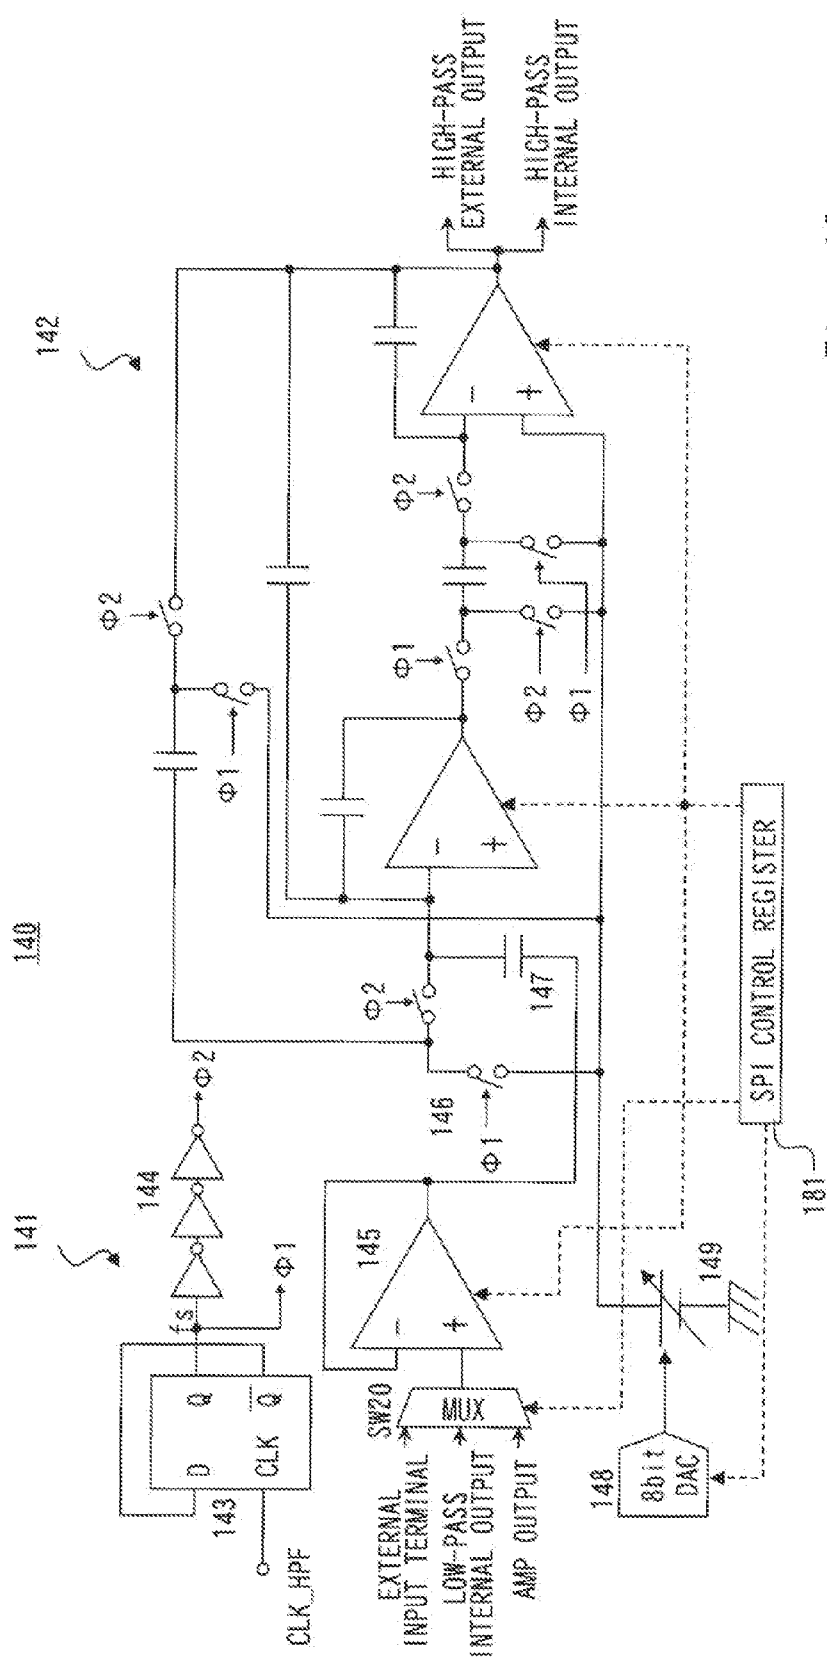 140
141
142
HIGH-PASS
EXTERNAL OUTPUT
HIGH-PASS
INTERNAL OUTPUT
144
Φ2
fs
Φ1
D
Q
CLK
Q̅
143
CLK_HPF
Φ2
Φ1
Φ2
146
Φ1
147
−
+
Φ1
Φ2
Φ2
Φ1
−
+
145
−
+
SW20
MUX
EXTERNAL
INPUT TERMINAL
LOW-PASS
INTERNAL OUTPUT
AMP OUTPUT
148
8bit
DAC
149
SPI CONTROL REGISTER
181